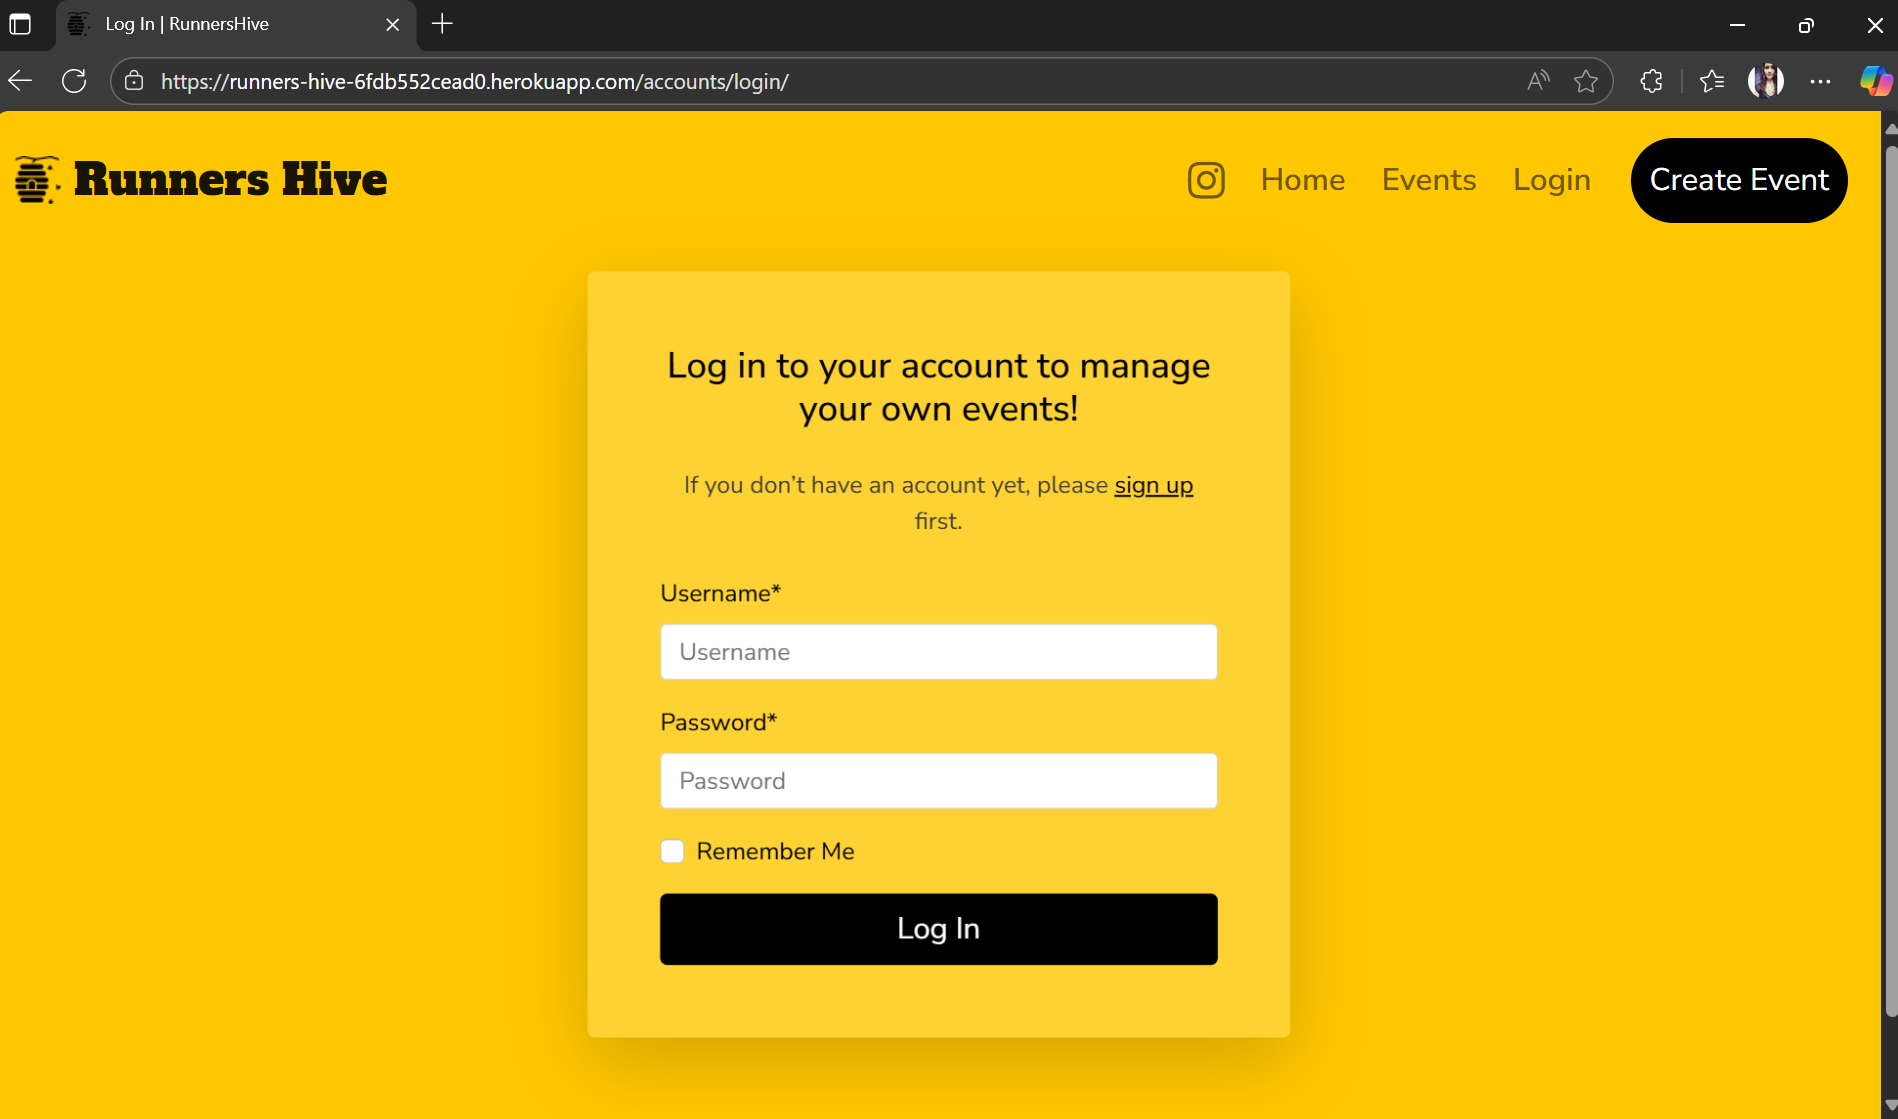 Log In | RunnersHive
https://runners-hive-6fdb552cead0.herokuapp.com/accounts/login/
Runners Hive
Home
Events
Login
Create Event
Log in to your account to manage
your own events!
If you don’t have an account yet, please sign up
first.
Username*
Username
Password*
Password
Remember Me
Log In